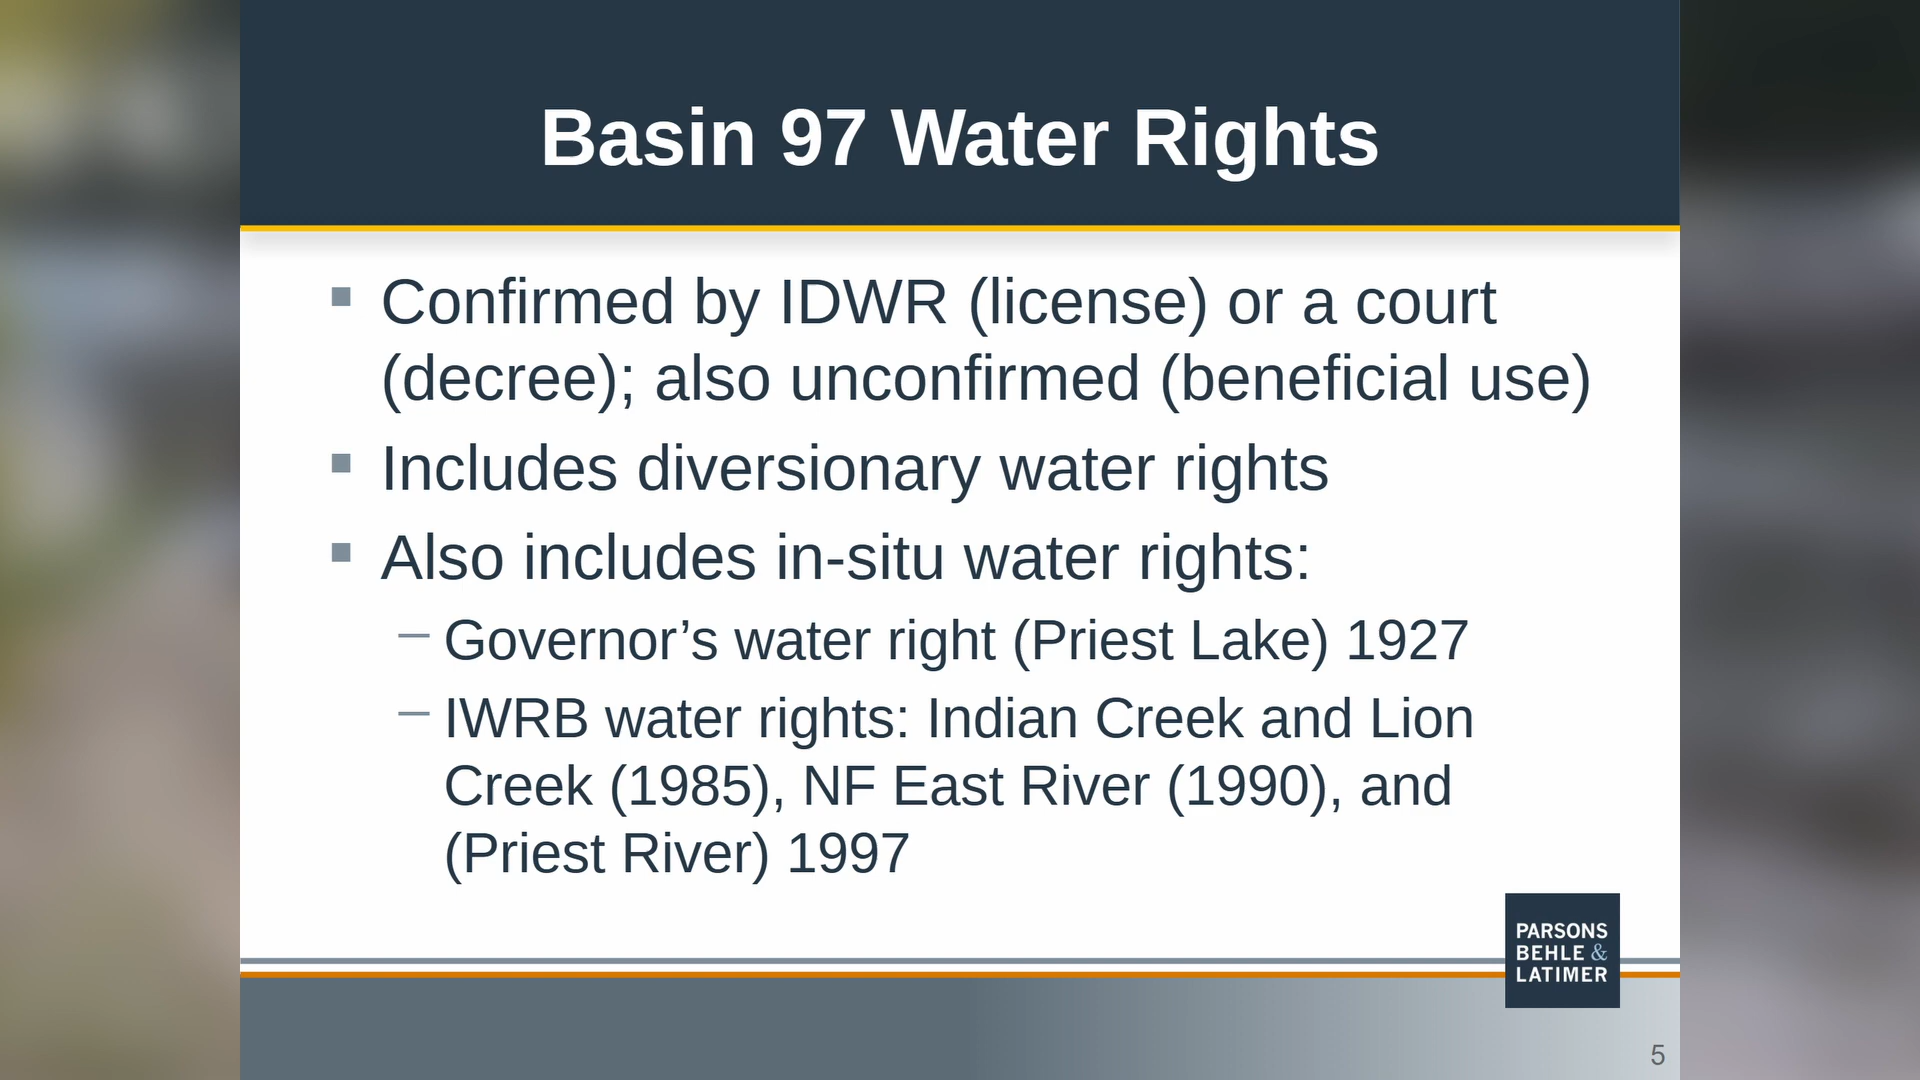 Basin 97 Water Rights
Confirmed by IDWR (license) or a court
(decree); also unconfirmed (beneficial use)
Includes diversionary water rights
Also includes in-situ water rights:
– Governor’s water right (Priest Lake) 1927
– IWRB water rights: Indian Creek and Lion
Creek (1985), NF East River (1990), and
(Priest River) 1997
PARSONS
BEHLE &
LATIMER
5